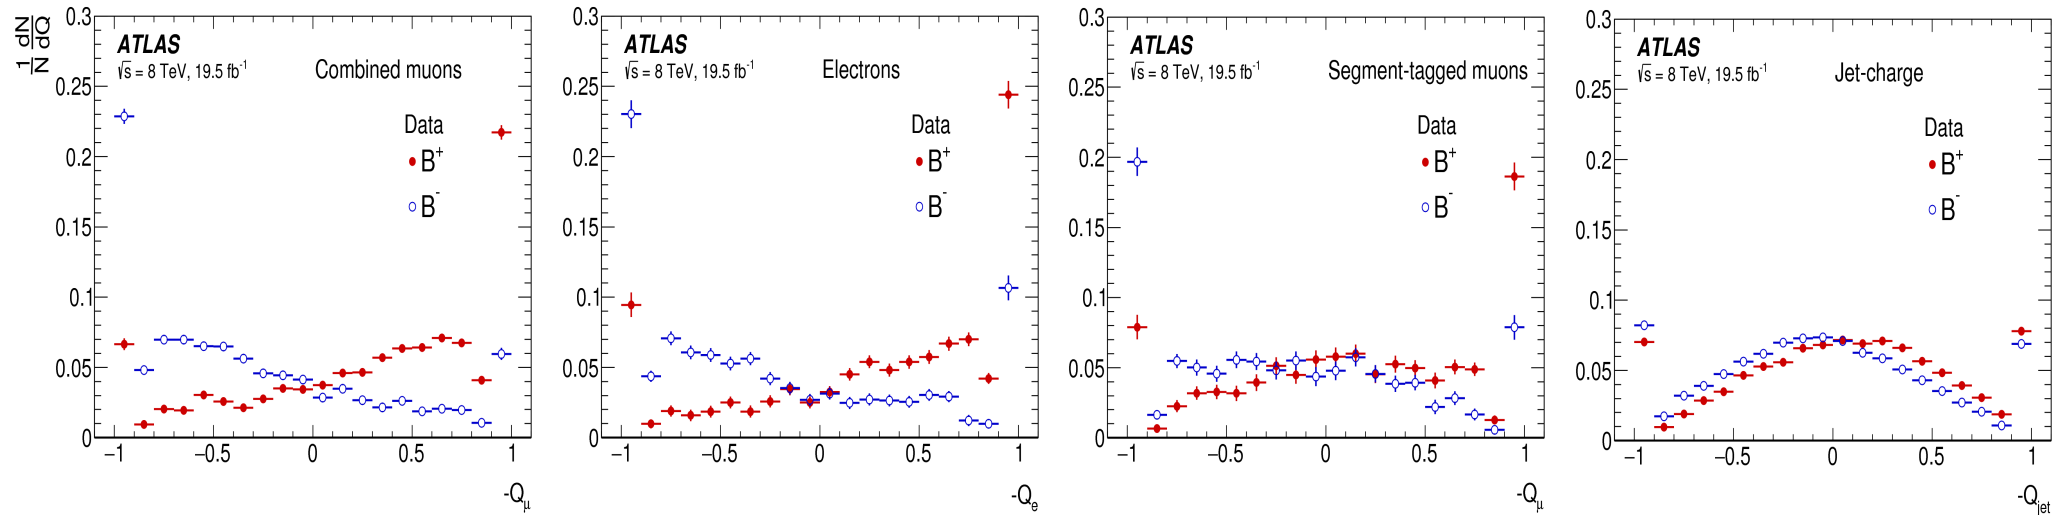 1/N dN/dQ
0.3
0.25
0.2
0.15
0.1
0.05
0
ATLAS
√s = 8 TeV, 19.5 fb⁻¹
Combined muons
Data
B⁺
B⁻
−1 −0.5 0 0.5 1
-Qμ
0.3
0.25
0.2
0.15
0.1
0.05
0
ATLAS
√s = 8 TeV, 19.5 fb⁻¹
Electrons
Data
B⁺
B⁻
−1 −0.5 0 0.5 1
-Qe
0.3
0.25
0.2
0.15
0.1
0.05
0
ATLAS
√s = 8 TeV, 19.5 fb⁻¹
Segment-tagged muons
Data
B⁺
B⁻
−1 −0.5 0 0.5 1
-Qμ
0.3
0.25
0.2
0.15
0.1
0.05
0
ATLAS
√s = 8 TeV, 19.5 fb⁻¹
Jet-charge
Data
B⁺
B⁻
−1 −0.5 0 0.5 1
-Qjet